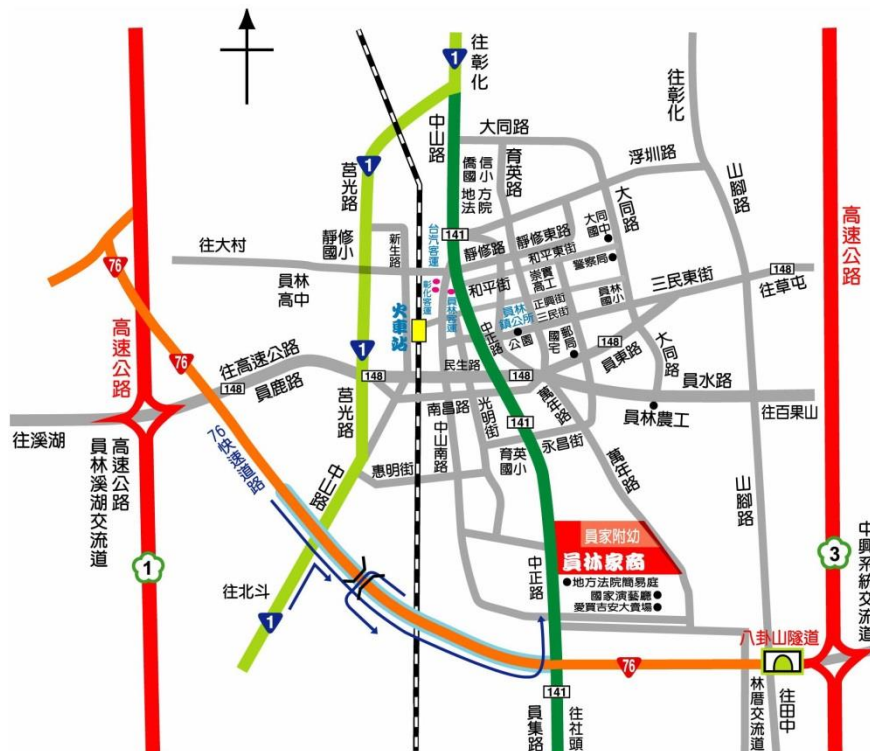 1
往彰化
中山路
大同路
育英路
僑信國小
地方法院
浮圳路
往彰化
山腳路
高速公路
莒光路
1
大同路
大同國中
台汽客運
141
靜修國小
新生路
靜修路
靜修東路
和平東街
警察局
76
往大村
員林高中
彰化客運
員林客運
和平街
崇實高工
三民東街
148
往草屯
員林國小
正興街
三民街
員林鎮公所
公園
火車站
中正路
國宅
郵局
大同路
高速公路
76
1
往高速公路
148
員鹿路
148
民生路
148
員東路
員水路
往百果山
員林農工
往溪湖
高速公路
員林溪湖交流道
莒光路
南昌路
中山南路
光明街
萬年路
141
永昌街
育英國小
76快速道路
中山路
惠明街
萬年路
山腳路
員家附幼
員林家商
地方法院簡易庭
國家演藝廳
愛買吉安大賣場
中正路
1
往北斗
1
3
中興系統交流道
八卦山隧道
76
141
員集路
往社頭
林厝交流道
往田中